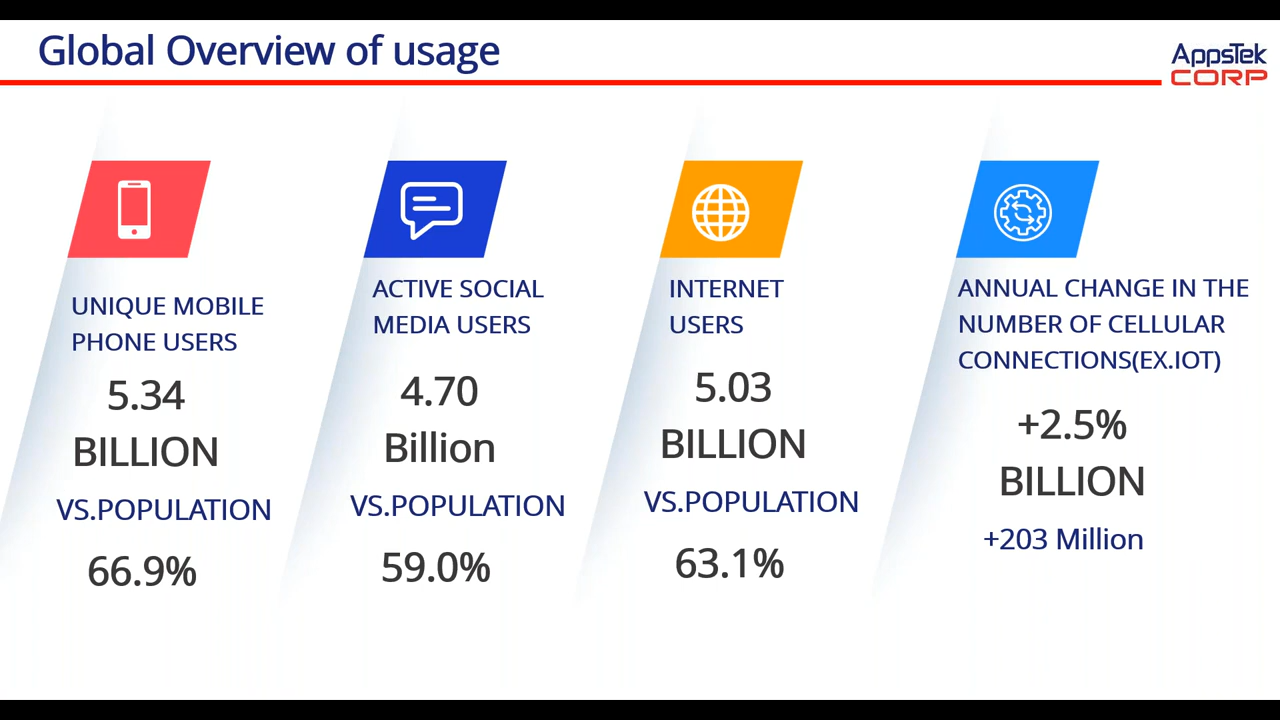 Global Overview of usage
AppsTek
CORP
UNIQUE MOBILE
PHONE USERS
5.34
BILLION
VS.POPULATION
66.9%
ACTIVE SOCIAL
MEDIA USERS
4.70
Billion
VS.POPULATION
59.0%
INTERNET
USERS
5.03
BILLION
VS.POPULATION
63.1%
ANNUAL CHANGE IN THE
NUMBER OF CELLULAR
CONNECTIONS(EX.IOT)
+2.5%
BILLION
+203 Million